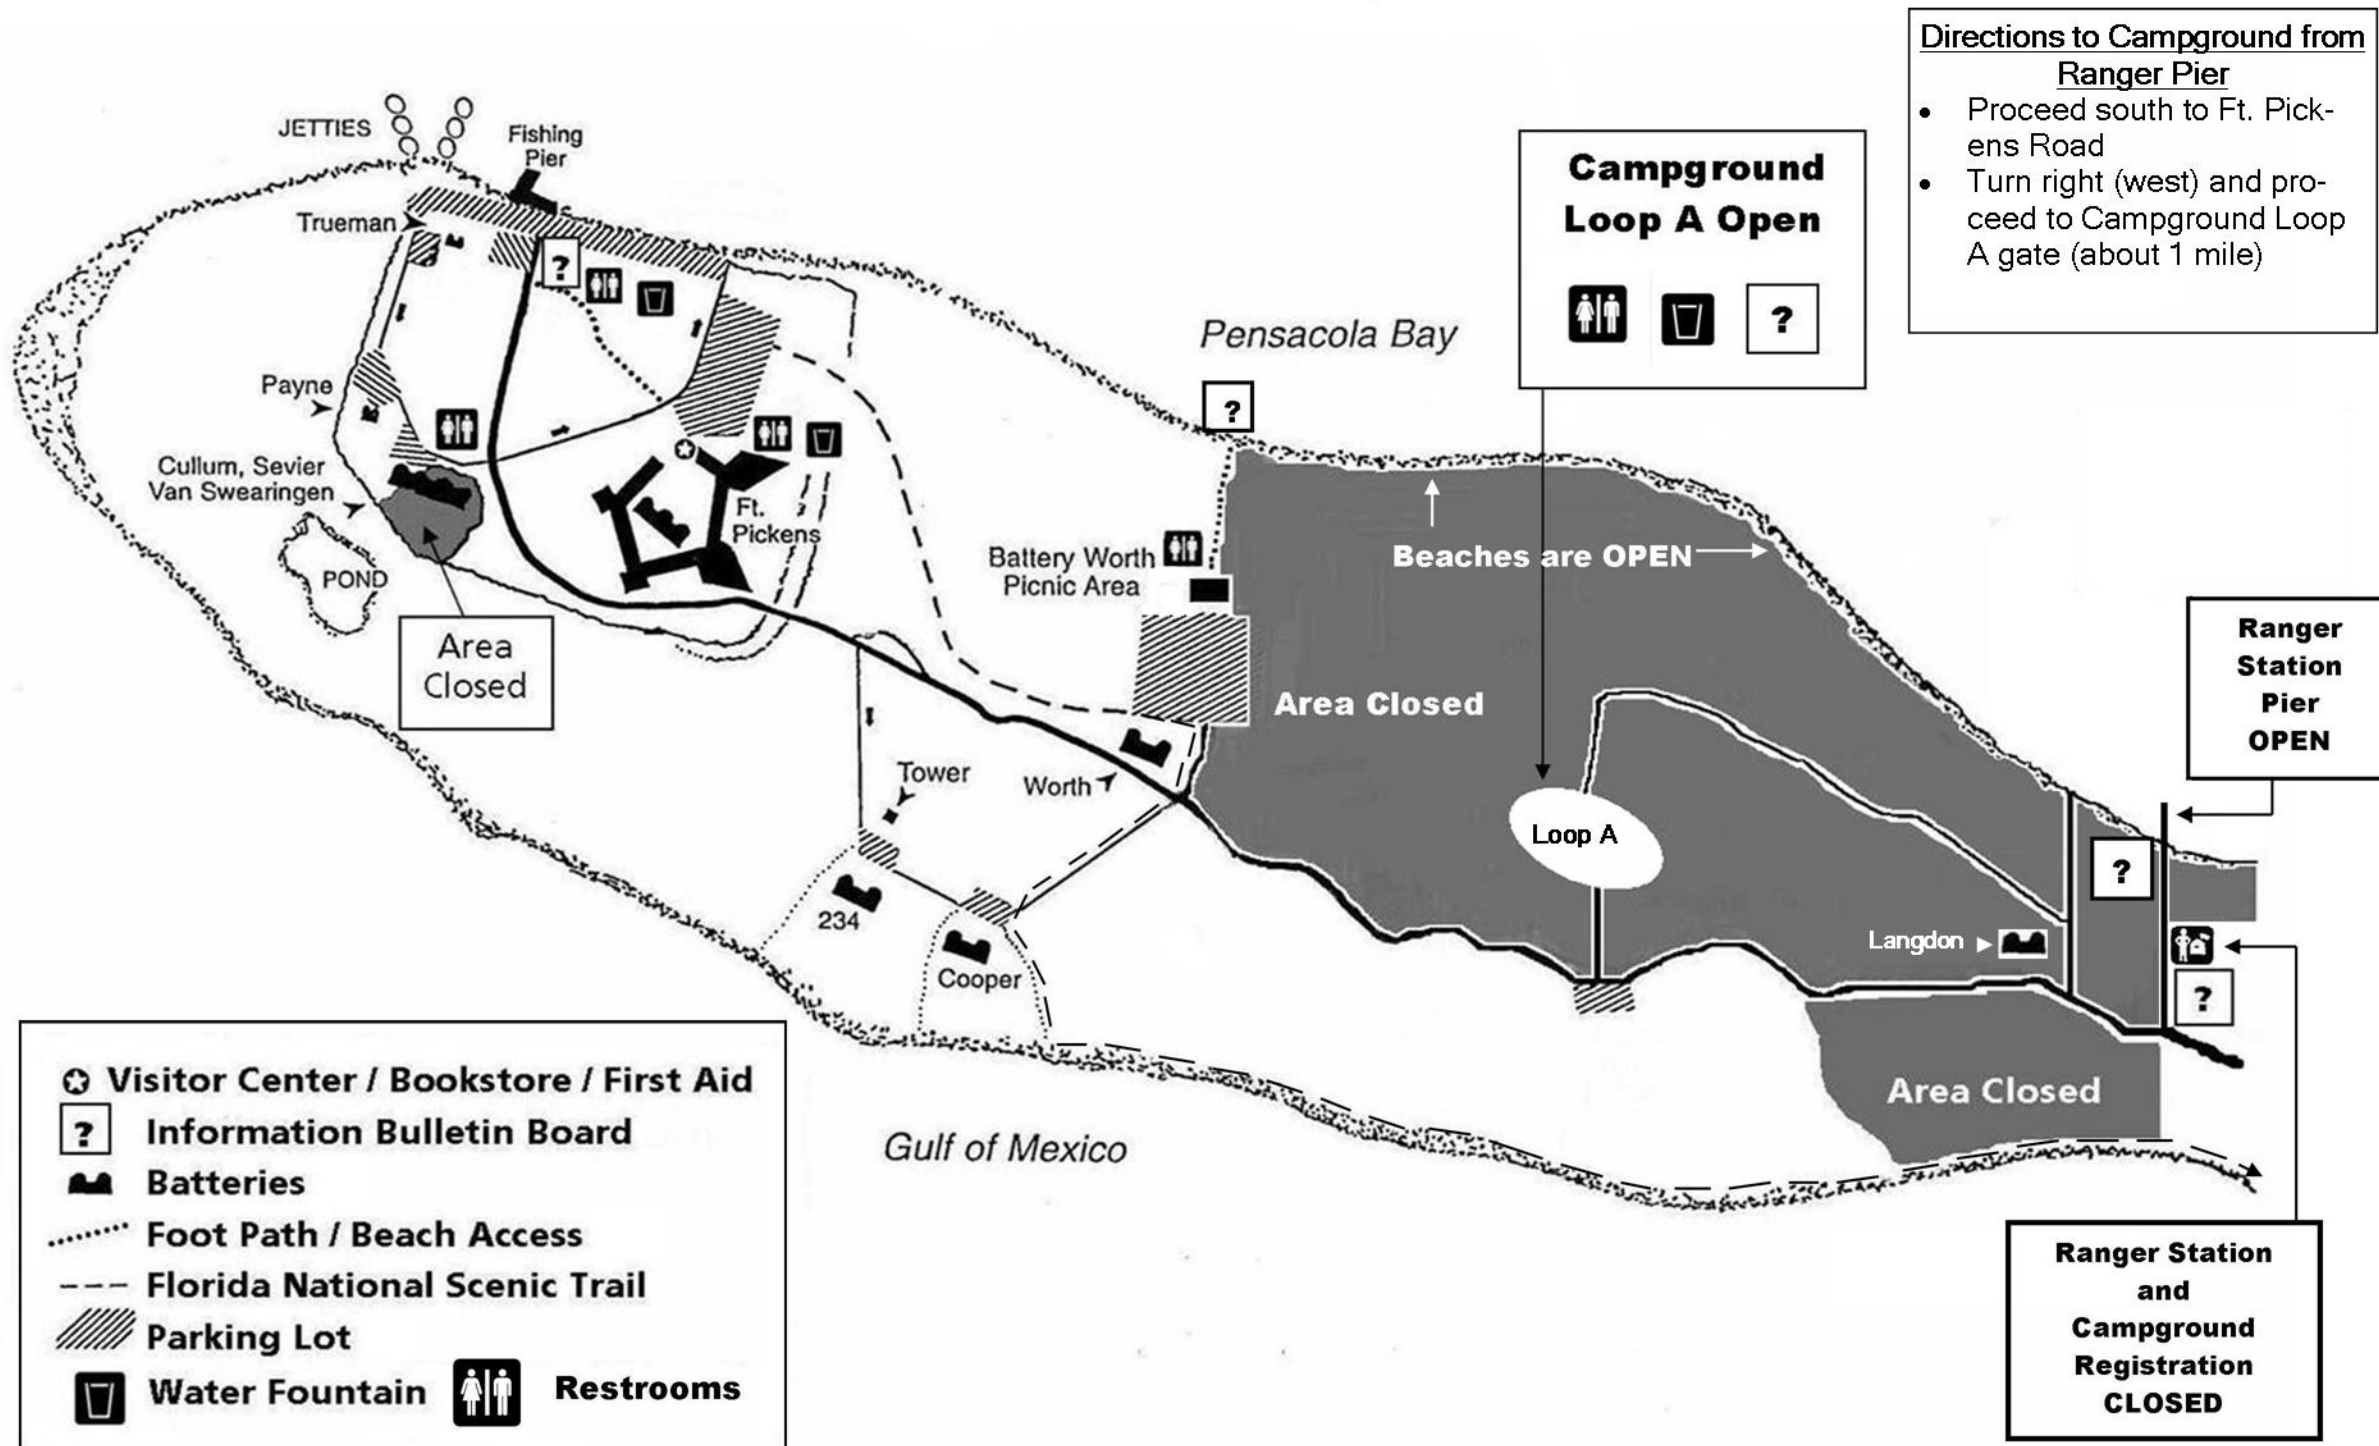 Directions to Campground from
Ranger Pier
• Proceed south to Ft. Pick-
ens Road
• Turn right (west) and pro-
ceed to Campground Loop
A gate (about 1 mile)
JETTIES
Fishing
Pier
Trueman
?
Campground
Loop A Open
?
Pensacola Bay
Payne
?
Cullum, Sevier
Van Swearingen
Ft.
Pickens
POND
Battery Worth
Picnic Area
Beaches are OPEN
Area
Closed
Area Closed
Ranger
Station
Pier
OPEN
Tower
Worth
Loop A
?
234
Cooper
Langdon
?
Area Closed
Gulf of Mexico
Visitor Center / Bookstore / First Aid
? Information Bulletin Board
Batteries
Foot Path / Beach Access
Florida National Scenic Trail
Parking Lot
Water Fountain Restrooms
Ranger Station
and
Campground
Registration
CLOSED